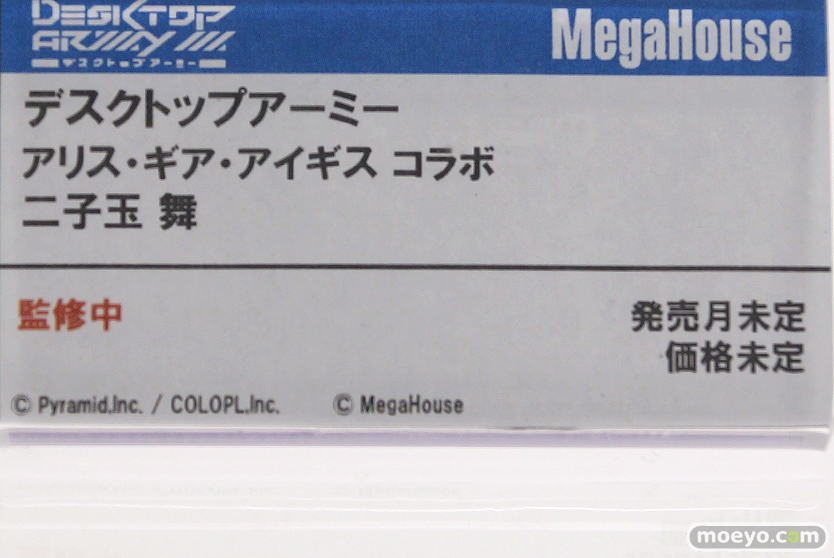 DESKTOP
ARMY
デスクトップアーミー
MegaHouse
デスクトップアーミー
アリス・ギア・アイギス コラボ
二子玉 舞
監修中
発売月未定
価格未定
© Pyramid,Inc. / COLOPL,Inc.
© MegaHouse
moeyo.com